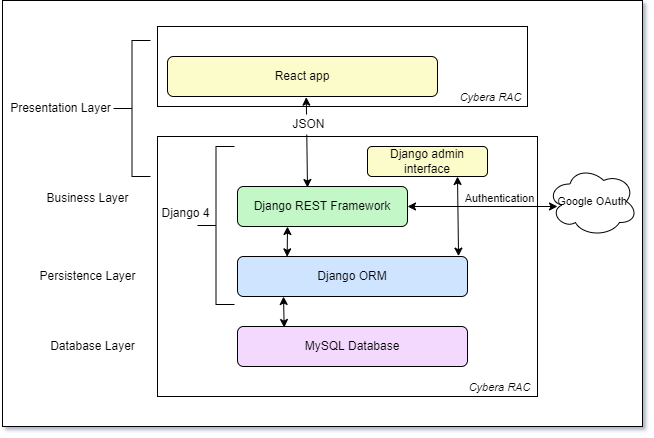 React app
Cybera RAC
Presentation Layer
JSON
Django admin
interface
Business Layer
Django 4
Django REST Framework
Authentication
Google OAuth
Persistence Layer
Django ORM
Database Layer
MySQL Database
Cybera RAC